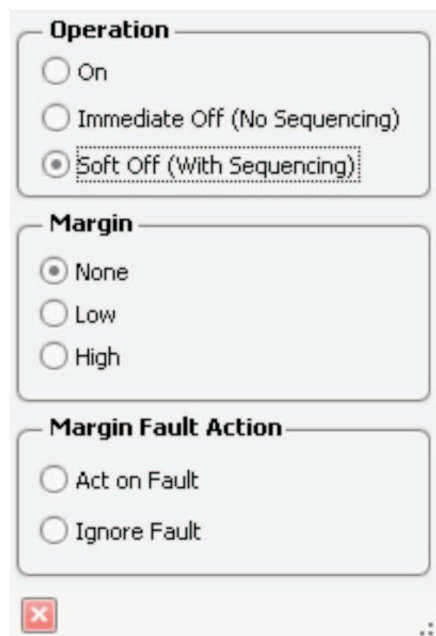 Operation
On
Immediate Off (No Sequencing)
Soft Off (With Sequencing)
Margin
None
Low
High
Margin Fault Action
Act on Fault
Ignore Fault